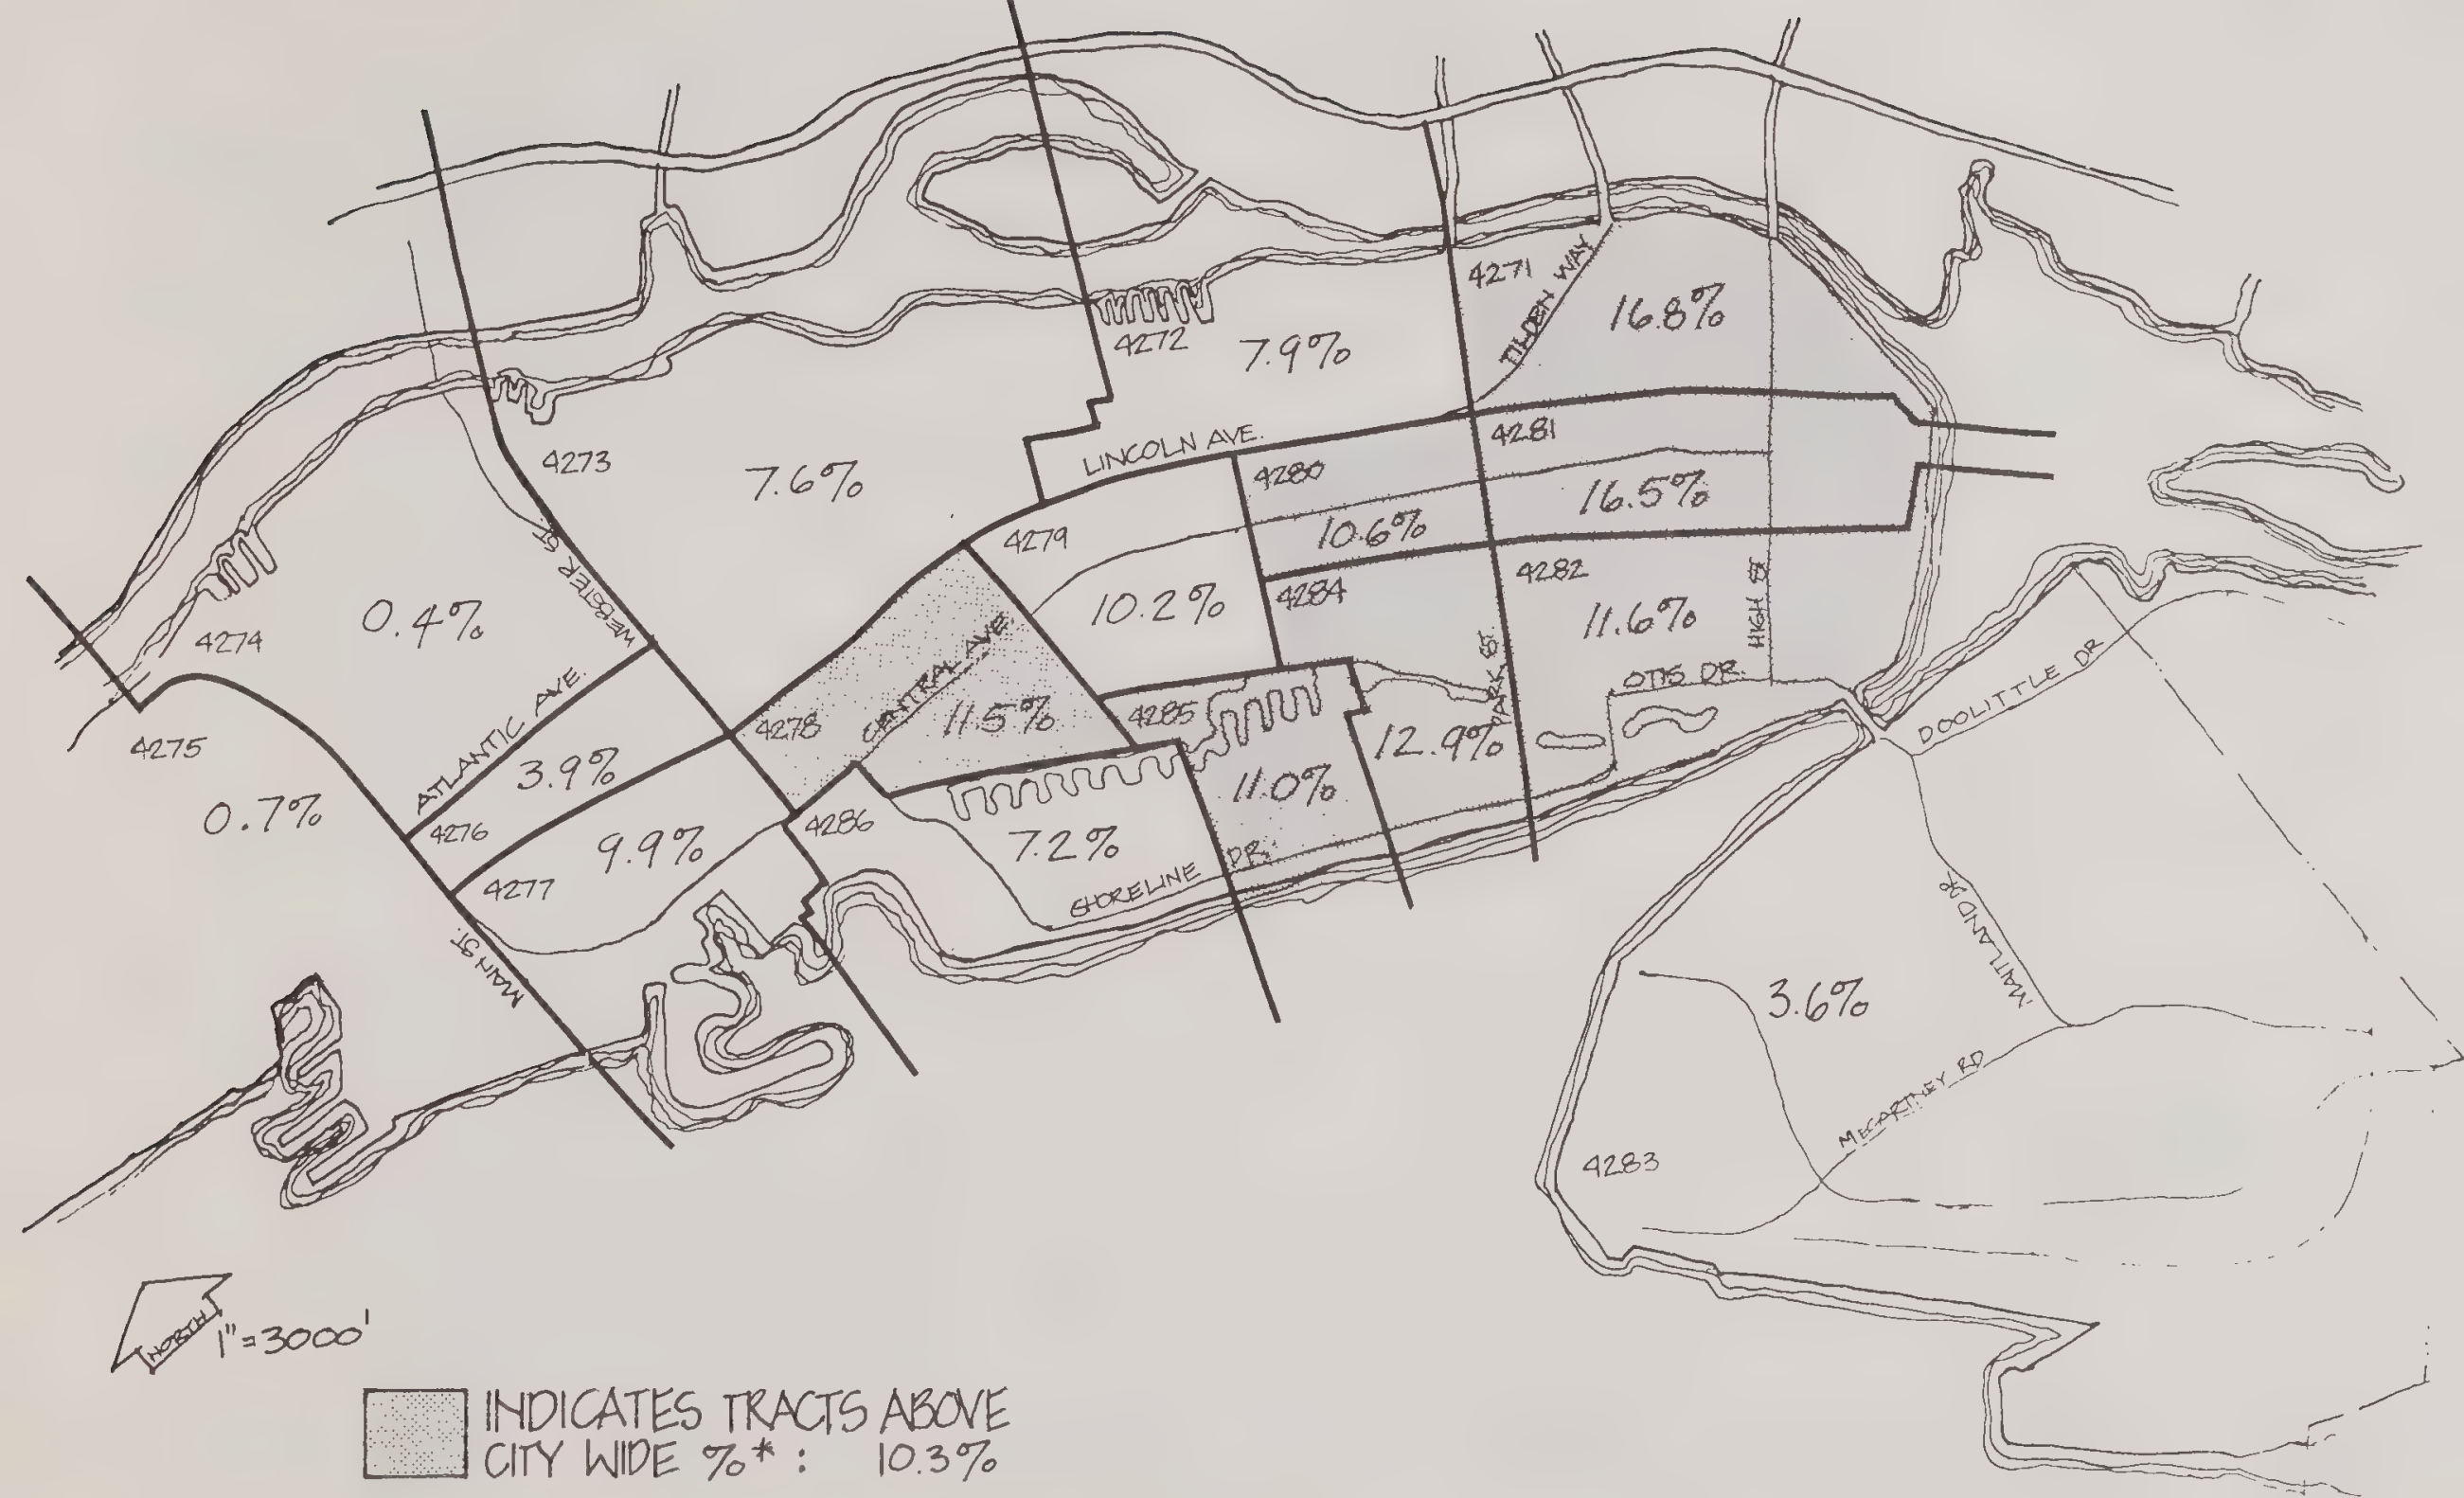 4271
TILDEN WAY
16.8%
4272
7.9%
4273
7.6%
LINCOLN AVE.
4281
4280
16.5%
10.6%
4279
WEBSTER ST.
10.2%
4284
4282
HIGH ST.
11.6%
0.4%
4274
4275
0.7%
ATLANTIC AVE.
3.9%
4276
4278
CENTRAL AVE.
11.5%
4285
PARK ST.
OTIS DR.
12.9%
11.0%
DOOLITTLE DR
9.9%
4277
4286
7.2%
SHORELINE DR.
MAIN ST.
MAITLAND DR.
3.6%
MECARTNEY RD
4283
NORTH
1"=3000'
INDICATES TRACTS ABOVE
CITY WIDE %* : 10.3%